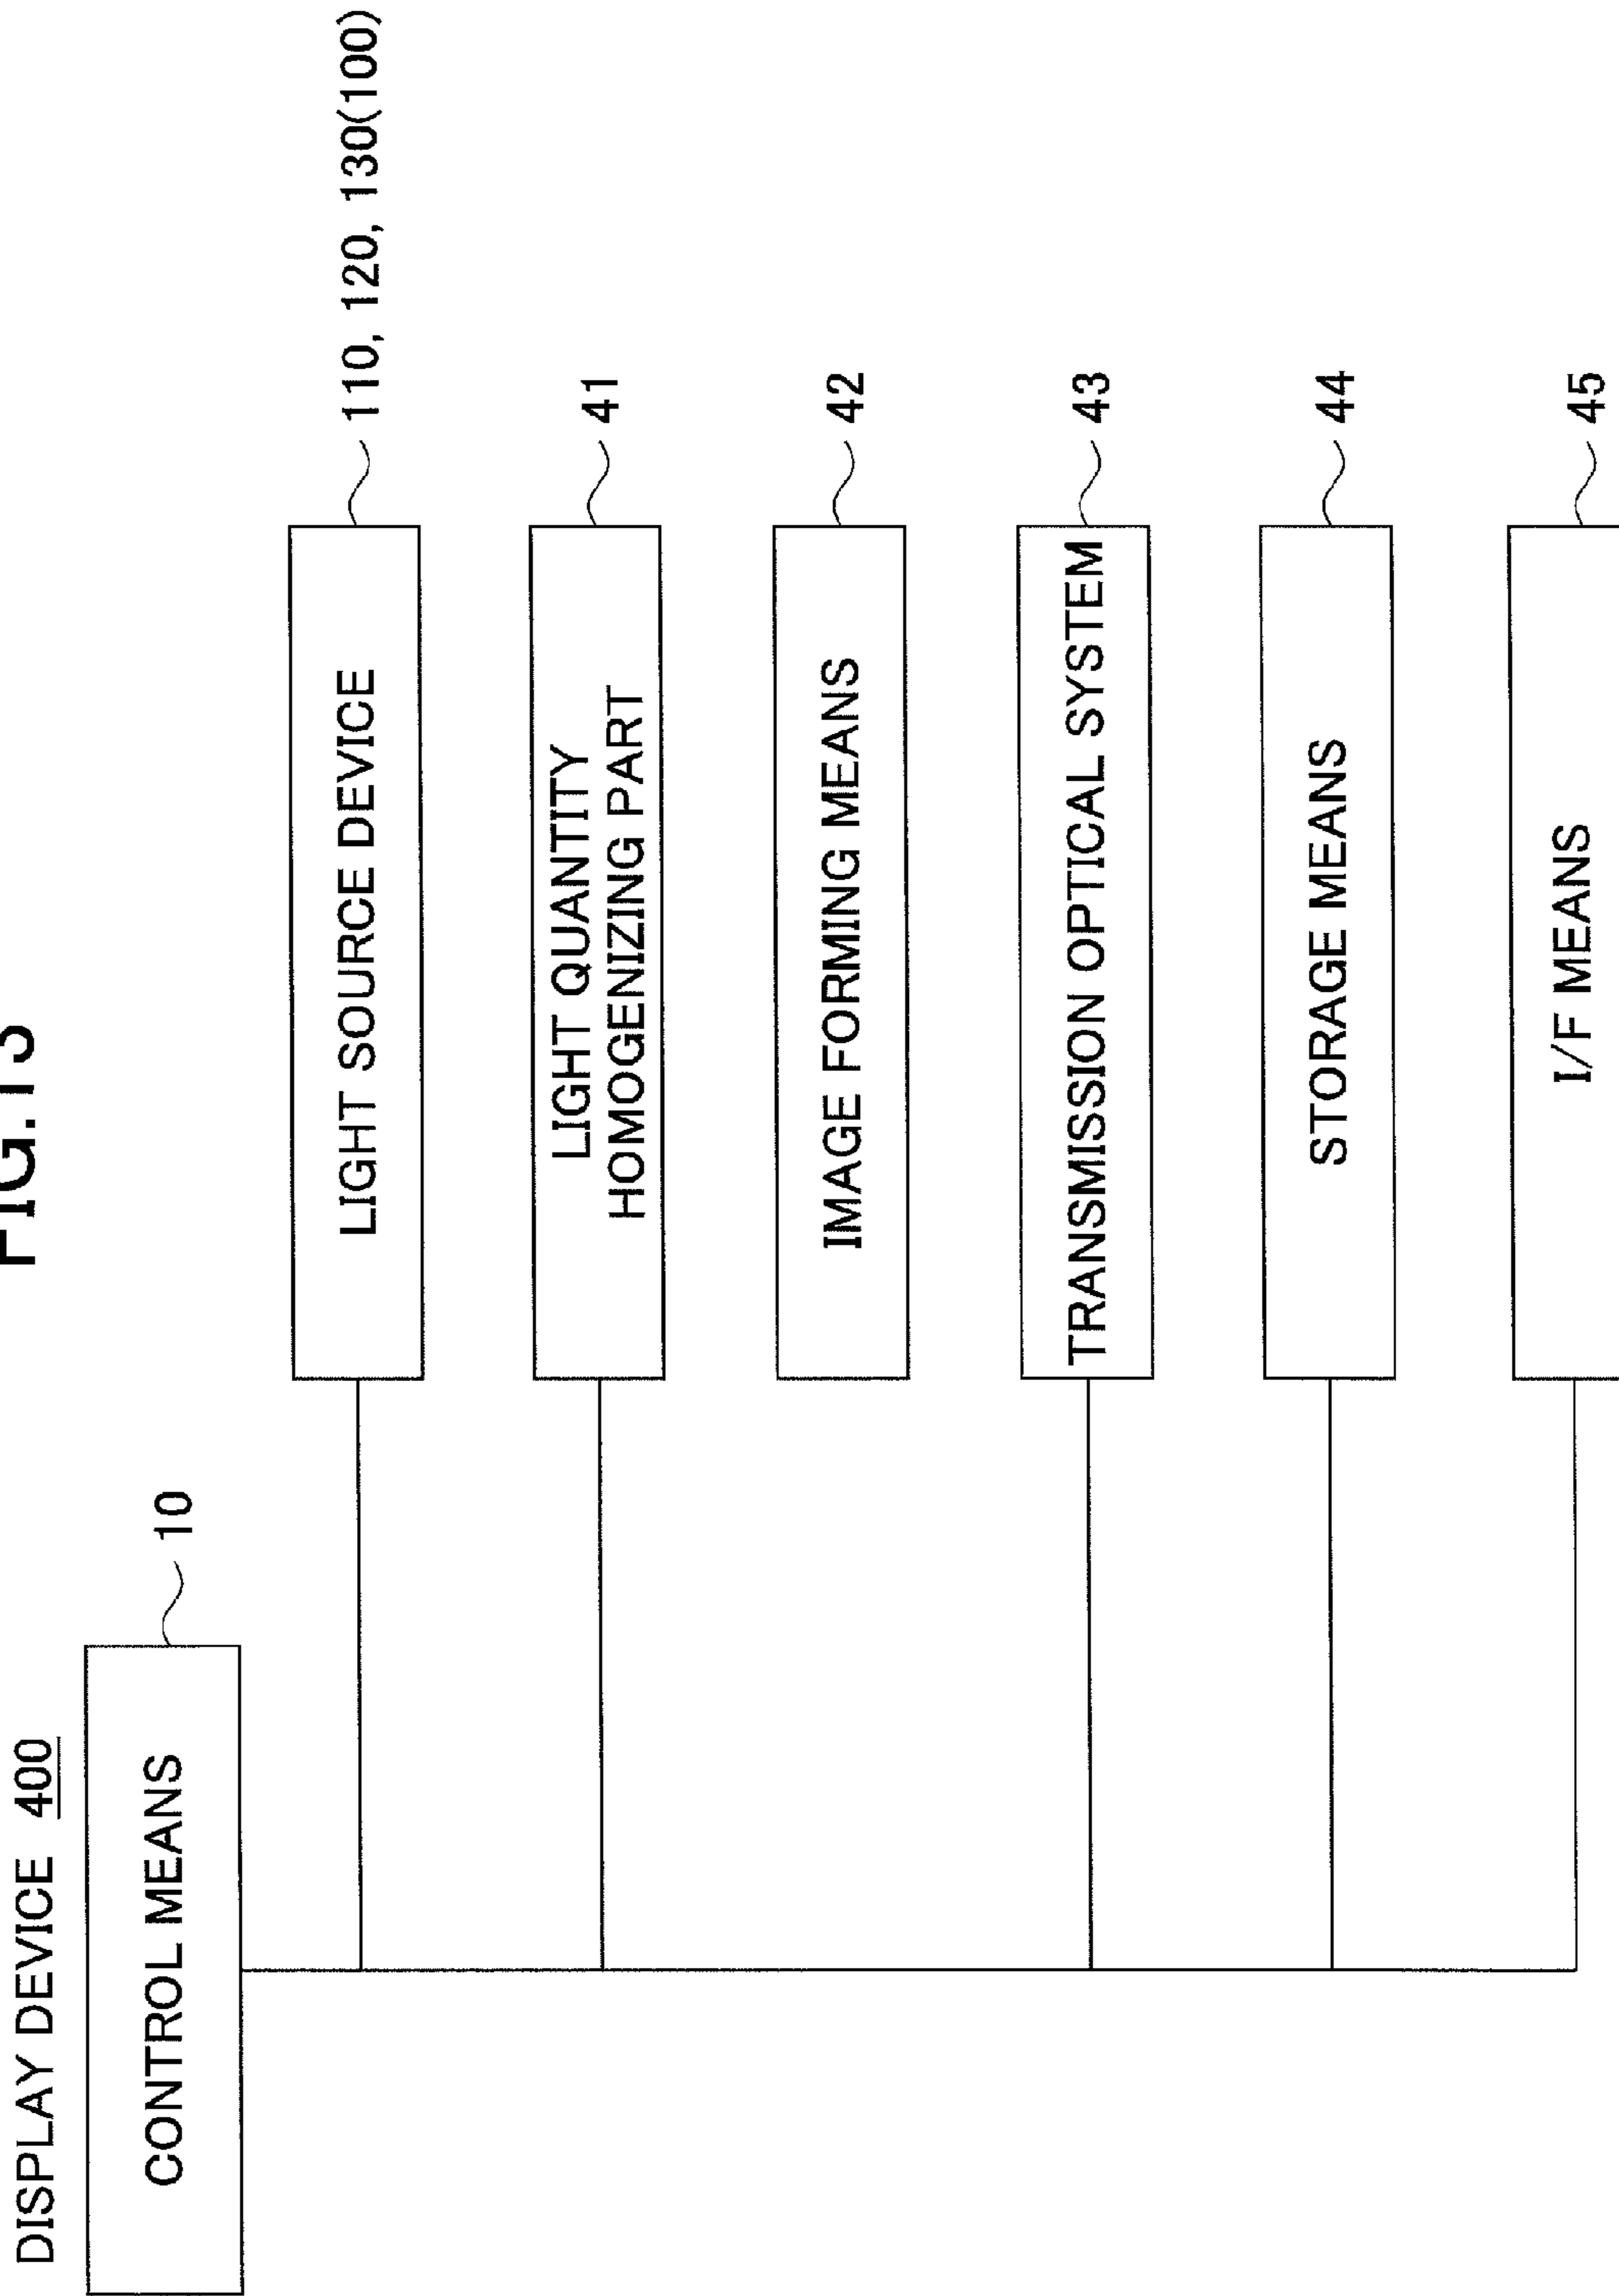 FIG.13
DISPLAY DEVICE 400
CONTROL MEANS
10
LIGHT SOURCE DEVICE
110, 120, 130(100)
LIGHT QUANTITY
HOMOGENIZING PART
41
IMAGE FORMING MEANS
42
TRANSMISSION OPTICAL SYSTEM
43
STORAGE MEANS
44
I/F MEANS
45